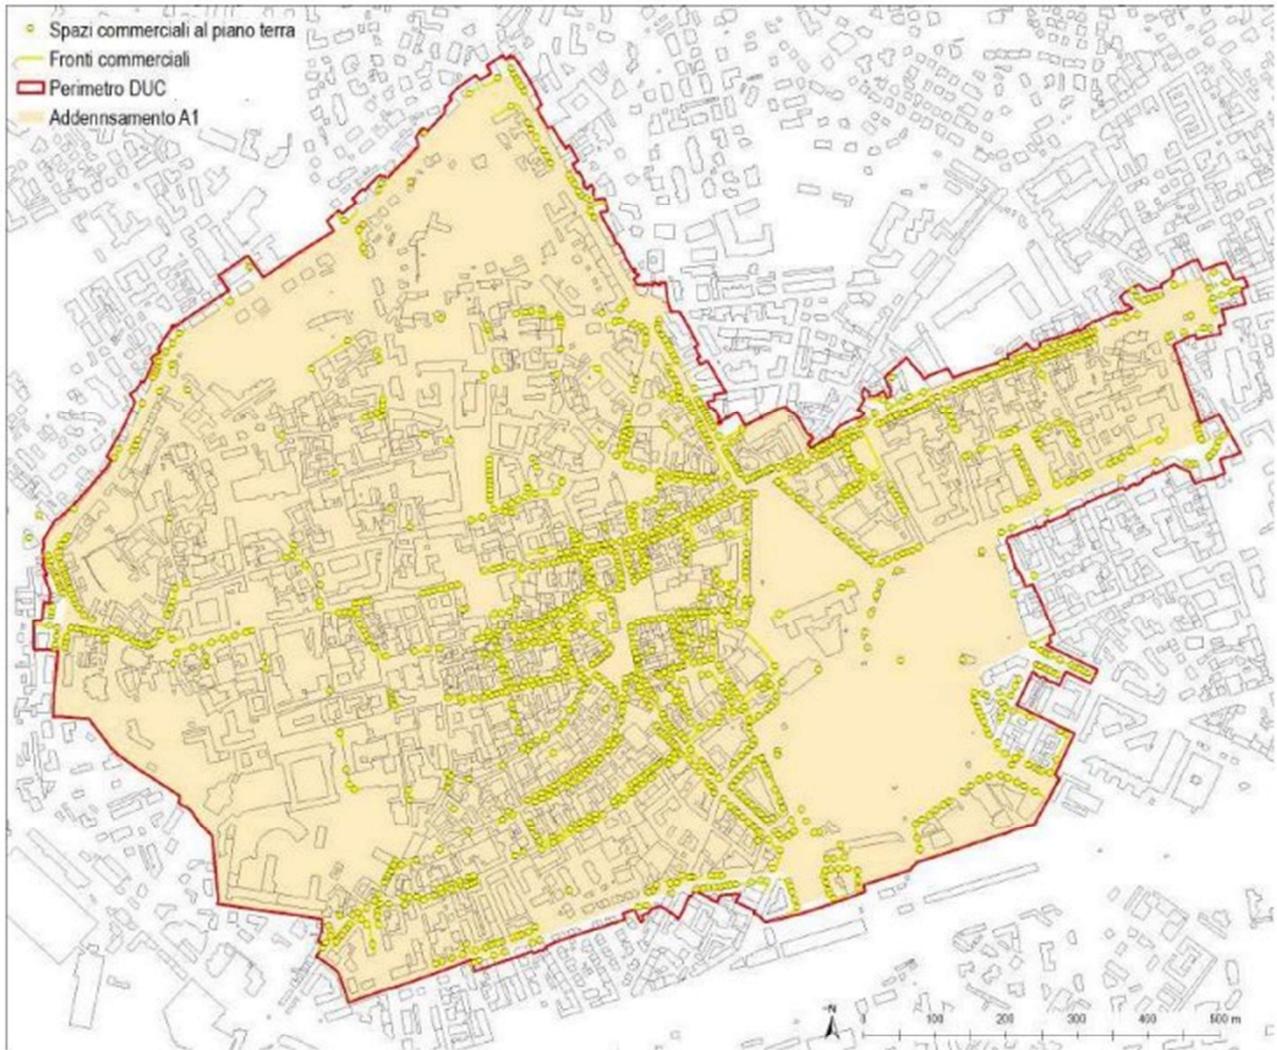 Spazi commerciali al piano terra
Fronti commerciali
Perimetro DUC
Addennsamento A1
N
0 100 200 300 400 500 m